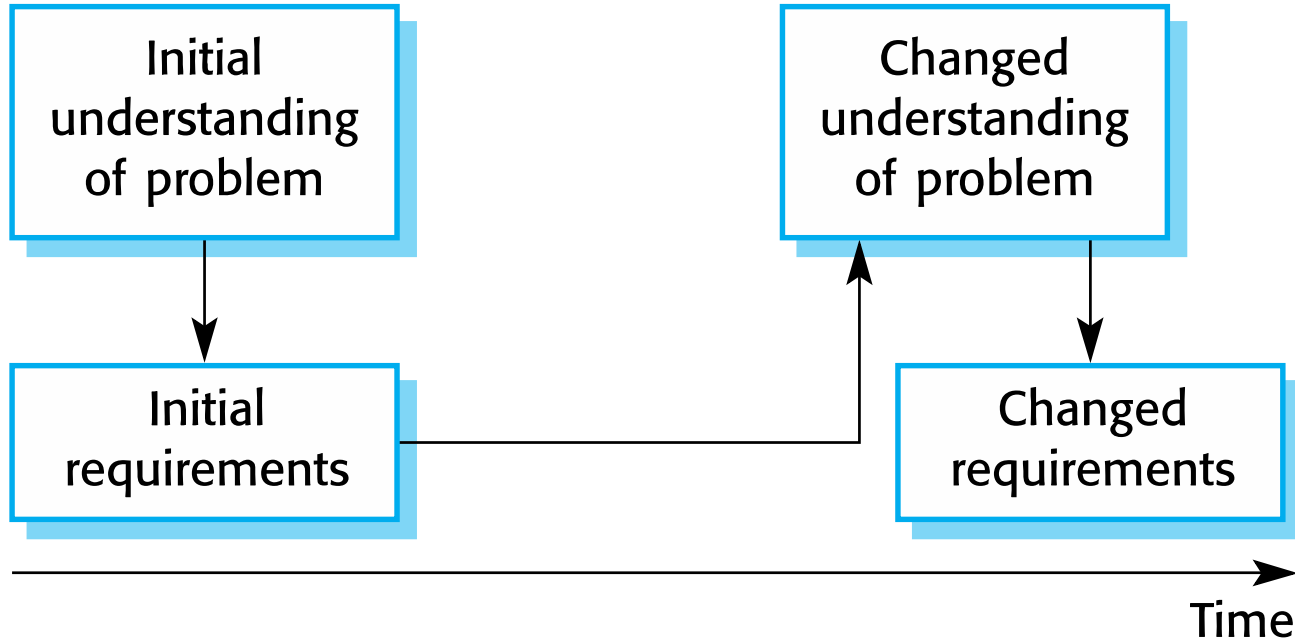 Initial
understanding
of problem
Changed
understanding
of problem
Initial
requirements
Changed
requirements
Time